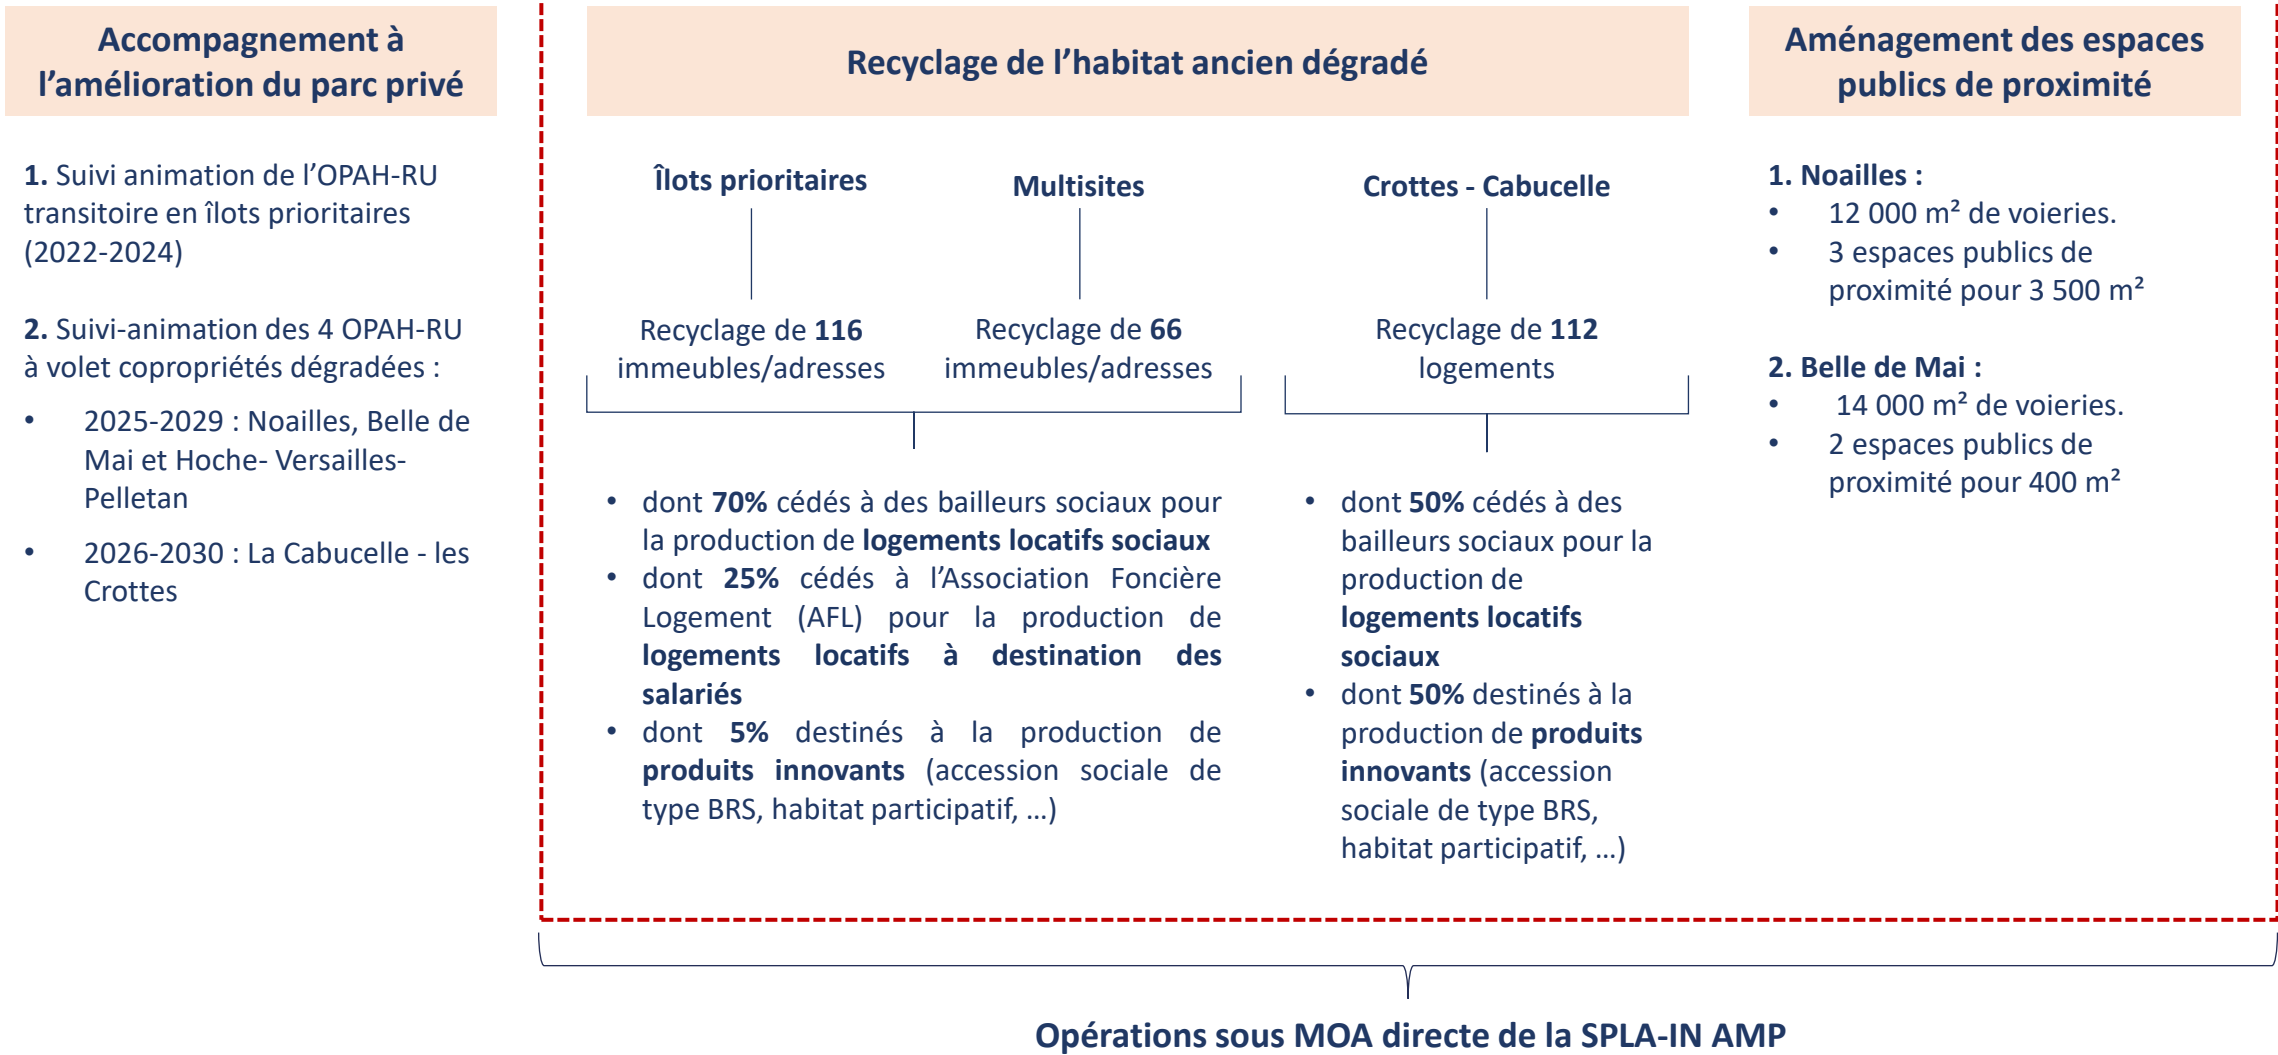 Accompagnement à
l'amélioration du parc privé
1. Suivi animation de l'OPAH-RU
transitoire en îlots prioritaires
(2022-2024)
2. Suivi-animation des 4 OPAH-RU
à volet copropriétés dégradées :
• 2025-2029 : Noailles, Belle de
Mai et Hoche- Versailles-
Pelletan
• 2026-2030 : La Cabucelle - les
Crottes
Recyclage de l'habitat ancien dégradé
Îlots prioritaires
Recyclage de 116
immeubles/adresses
Multisites
Recyclage de 66
immeubles/adresses
• dont 70% cédés à des bailleurs sociaux pour
la production de logements locatifs sociaux
• dont 25% cédés à l'Association Foncière
Logement (AFL) pour la production de
logements locatifs à destination des
salariés
• dont 5% destinés à la production de
produits innovants (accession sociale de
type BRS, habitat participatif, …)
Crottes - Cabucelle
Recyclage de 112
logements
• dont 50% cédés à des
bailleurs sociaux pour la
production de
logements locatifs
sociaux
• dont 50% destinés à la
production de produits
innovants (accession
sociale de type BRS,
habitat participatif, …)
Aménagement des espaces
publics de proximité
1. Noailles :
• 12 000 m² de voieries.
• 3 espaces publics de
proximité pour 3 500 m²
2. Belle de Mai :
• 14 000 m² de voieries.
• 2 espaces publics de
proximité pour 400 m²
Opérations sous MOA directe de la SPLA-IN AMP